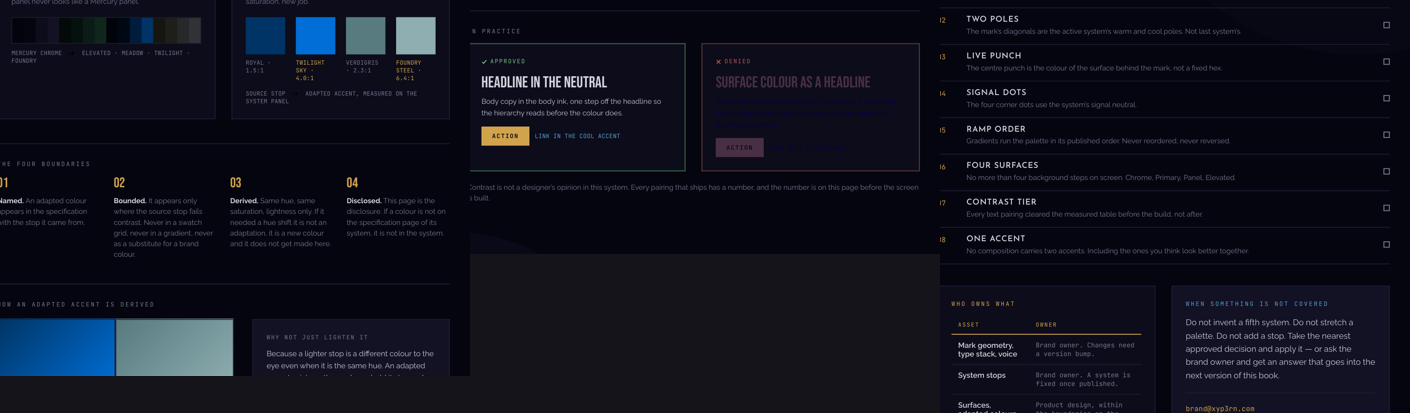 panel never looks like a Mercury panel.
MERCURY CHROME
ELEVATED · MEADOW · TWILIGHT ·
FOUNDRY
saturation, new job.
ROYAL ·
1.5:1
TWILIGHT
SKY ·
4.0:1
VERDIGRIS
· 2.3:1
FOUNDRY
STEEL ·
6.4:1
SOURCE STOP
ADAPTED ACCENT, MEASURED ON THE
SYSTEM PANEL
THE FOUR BOUNDARIES
01
Named. An adapted colour
appears in the specification
with the stop it came from.
02
Bounded. It appears only
where the source stop fails
contrast. Never in a swatch
grid, never in a gradient, never
as a substitute for a brand
colour.
03
Derived. Same hue, same
saturation, lightness only. If it
needed a hue shift, it is not an
adaptation, it is a new colour
and it does not get made here.
04
Disclosed. This page is the
disclosure. If a colour is not on
the specification page of its
system, it is not in the system.
HOW AN ADAPTED ACCENT IS DERIVED
WHY NOT JUST LIGHTEN IT
Because a lighter stop is a different colour to the
eye even when it is the same hue. An adapted
N PRACTICE
✓ APPROVED
HEADLINE IN THE NEUTRAL
Body copy in the body ink, one step off the headline so
the hierarchy reads before the colour does.
ACTION
LINK IN THE COOL ACCENT
✕ DENIED
SURFACE COLOUR AS A HEADLINE
ACTION
Contrast is not a designer's opinion in this system. Every pairing that ships has a number, and the number is on this page before the screen
s built.
02
TWO POLES
The mark's diagonals are the active system's warm and cool poles. Not last system's.
03
LIVE PUNCH
The centre punch is the colour of the surface behind the mark, not a fixed hex.
04
SIGNAL DOTS
The four corner dots use the system's signal neutral.
05
RAMP ORDER
Gradients run the palette in its published order. Never reordered, never reversed.
06
FOUR SURFACES
No more than four background steps on screen. Chrome, Primary, Panel, Elevated.
07
CONTRAST TIER
Every text pairing cleared the measured table before the build, not after.
08
ONE ACCENT
No composition carries two accents. Including the ones you think look better together.
WHO OWNS WHAT
ASSET
OWNER
Mark geometry,
type stack, voice
Brand owner. Changes need
a version bump.
System stops
Brand owner. A system is
fixed once published.
Surfaces,
Product design, within
WHEN SOMETHING IS NOT COVERED
Do not invent a fifth system. Do not stretch a
palette. Do not add a stop. Take the nearest
approved decision and apply it — or ask the
brand owner and get an answer that goes into the
next version of this book.
brand@xyp3rn.com